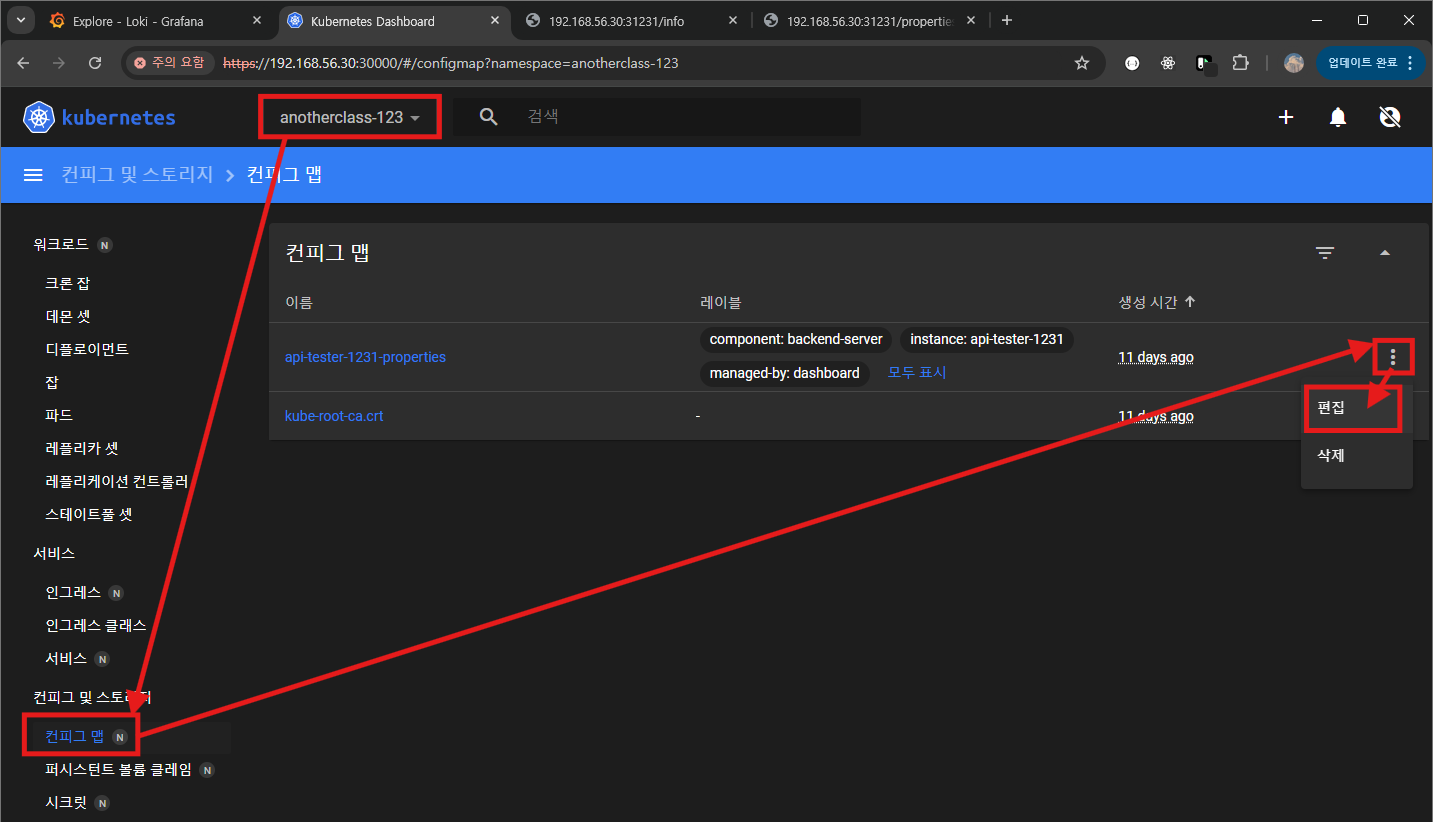 Explore - Loki - Grafana
Kubernetes Dashboard
192.168.56.30:31231/info
192.168.56.30:31231/propertie
주의 요함
https://192.168.56.30:30000/#/configmap?namespace=anotherclass-123
업데이트 완료
kubernetes
anotherclass-123
검색
컨피그 및 스토리지
컨피그 맵
워크로드 N
크론 잡
데몬 셋
디플로이먼트
잡
파드
레플리카 셋
레플리케이션 컨트롤러
스테이트풀 셋
서비스
인그레스 N
인그레스 클래스
서비스 N
컨피그 및 스토리지
컨피그 맵 N
퍼시스턴트 볼륨 클레임 N
시크릿 N
컨피그 맵
이름 레이블 생성 시간
api-tester-1231-properties
component: backend-server
instance: api-tester-1231
managed-by: dashboard
모두 표시
11 days ago
kube-root-ca.crt
-
11 days ago
편집
삭제